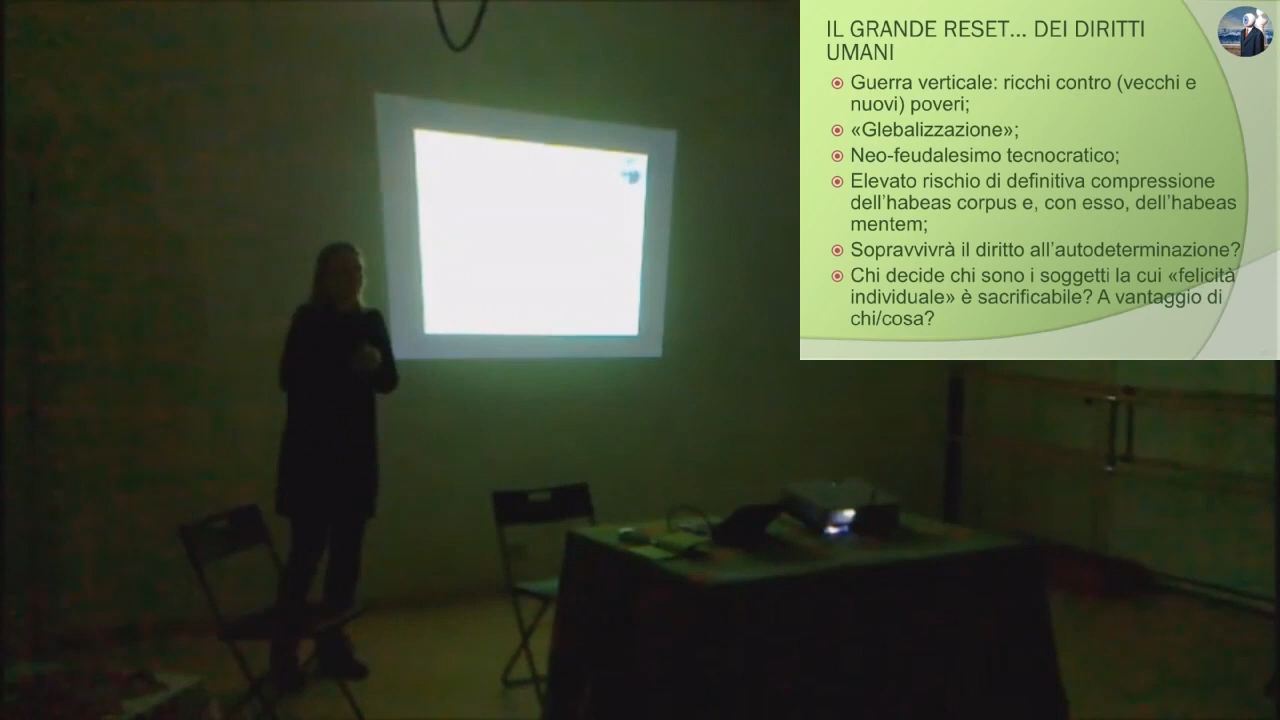 IL GRANDE RESET... DEI DIRITTI
UMANI
Guerra verticale: ricchi contro (vecchi e
nuovi) poveri;
«Glebalizzazione»;
Neo-feudalesimo tecnocratico;
Elevato rischio di definitiva compressione
dell'habeas corpus e, con esso, dell'habeas
mentem;
Sopravvivrà il diritto all'autodeterminazione?
Chi decide chi sono i soggetti la cui «felicità
individuale» è sacrificabile? A vantaggio di
chi/cosa?